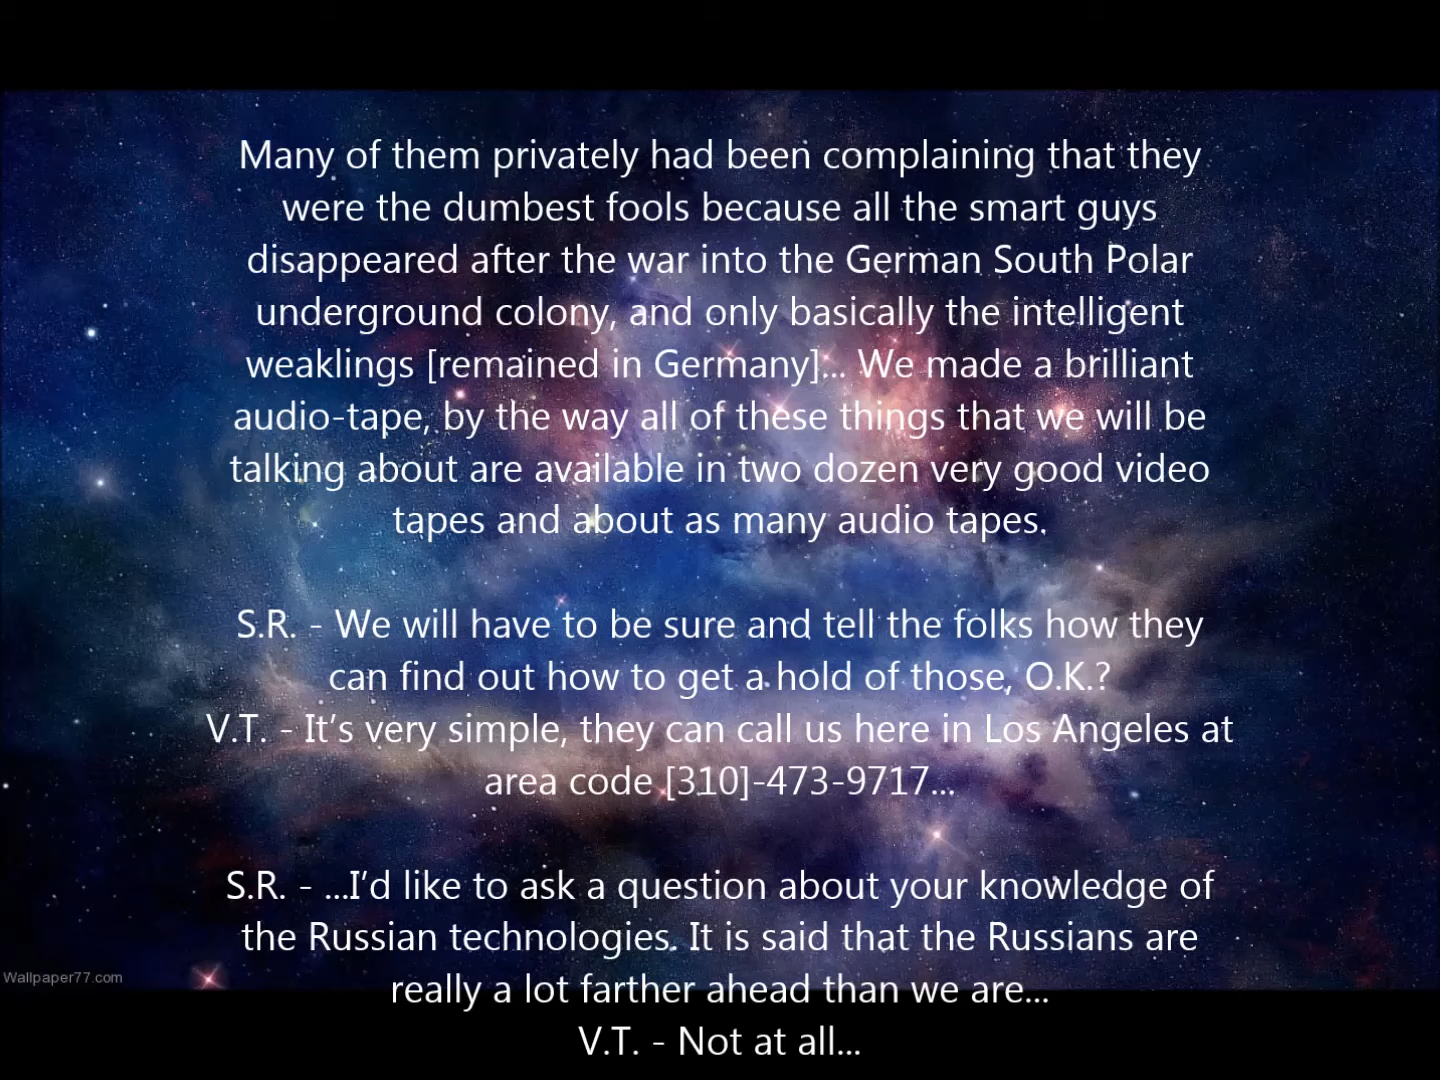 Many of them privately had been complaining that they
were the dumbest fools because all the smart guys
disappeared after the war into the German South Polar
underground colony, and only basically the intelligent
weaklings [remained in Germany]... We made a brilliant
audio-tape, by the way all of these things that we will be
talking about are available in two dozen very good video
tapes and about as many audio tapes.
S.R. - We will have to be sure and tell the folks how they
can find out how to get a hold of those, O.K.?
V.T. - It’s very simple, they can call us here in Los Angeles at
area code [310]-473-9717...
S.R. - ...I’d like to ask a question about your knowledge of
the Russian technologies. It is said that the Russians are
Wallpaper77.com
really a lot farther ahead than we are...
V.T. - Not at all...